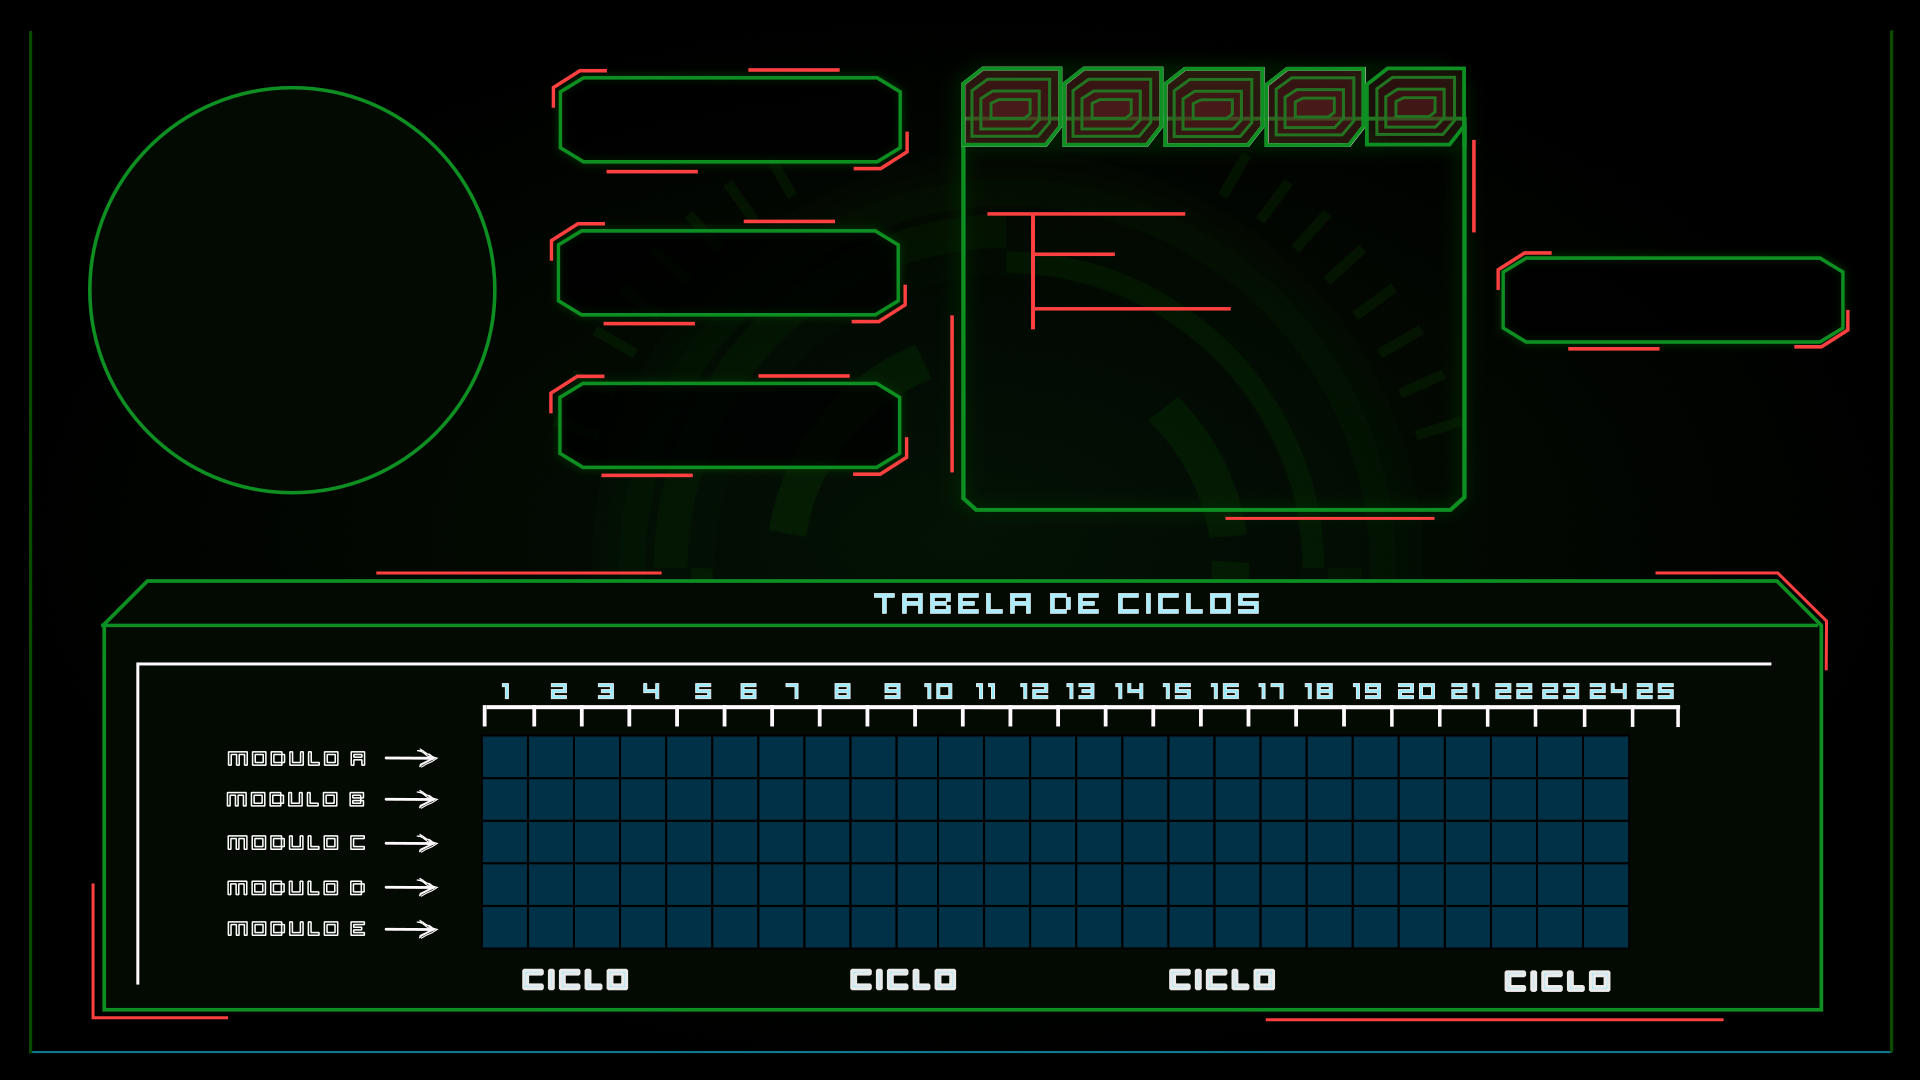 TABELA DE CICLOS
1 2 3 4 5 6 7 8 9 10 11 12 13 14 15 16 17 18 19 20 21 22 23 24 25
MODULO A
MODULO B
MODULO C
MODULO D
MODULO E
CICLO CICLO CICLO CICLO